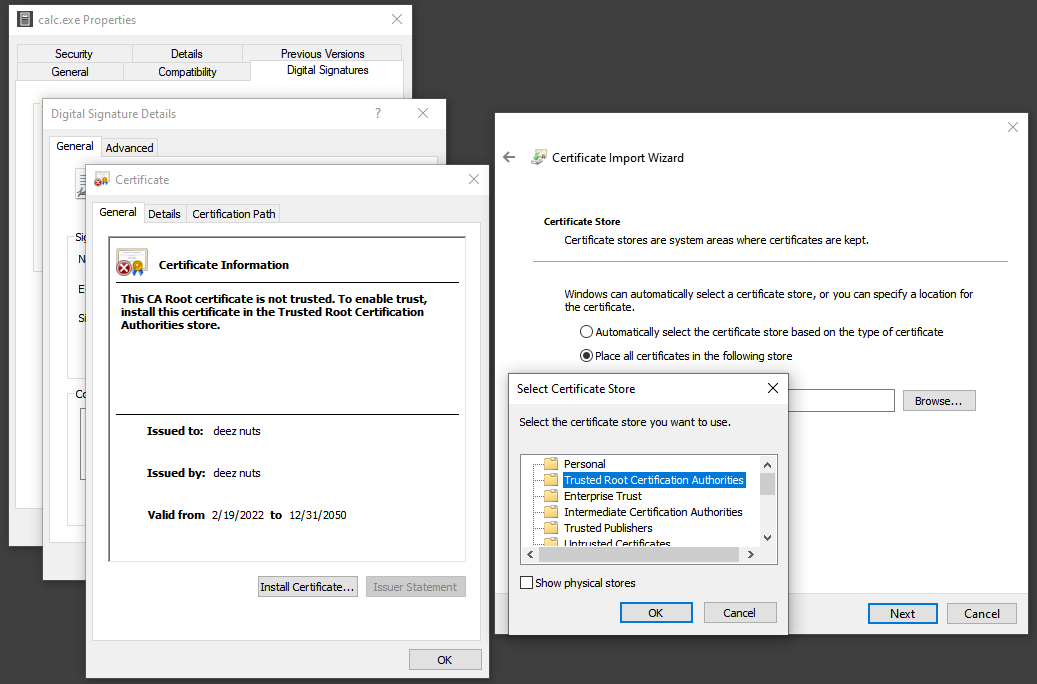 calc.exe Properties
Security
Details
Previous Versions
General
Compatibility
Digital Signatures
Digital Signature Details
?
General
Advanced
Certificate
General
Details
Certification Path
Certificate Information
This CA Root certificate is not trusted. To enable trust,
install this certificate in the Trusted Root Certification
Authorities store.
Issued to: deez nuts
Issued by: deez nuts
Valid from 2/19/2022 to 12/31/2050
Install Certificate...
Issuer Statement
OK
Certificate Import Wizard
Certificate Store
Certificate stores are system areas where certificates are kept.
Windows can automatically select a certificate store, or you can specify a location for
the certificate.
Automatically select the certificate store based on the type of certificate
Place all certificates in the following store
Browse...
Select Certificate Store
Select the certificate store you want to use.
Personal
Trusted Root Certification Authorities
Enterprise Trust
Intermediate Certification Authorities
Trusted Publishers
Untrusted Certificates
Show physical stores
OK
Cancel
Next
Cancel